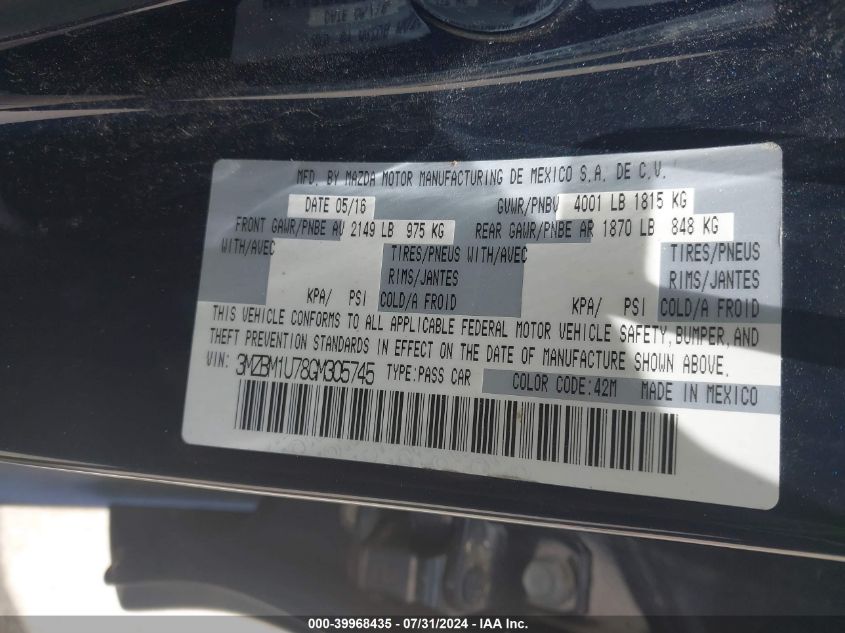 MFD. BY MAZDA MOTOR MANUFACTURING DE MEXICO S.A. DE C.V.
DATE 05/16 GVWR/PNBV 4001 LB 1815 KG
FRONT GAWR/PNBE AV 2149 LB 975 KG REAR GAWR/PNBE AR 1870 LB 848 KG
WITH/AVEC TIRES/PNEUS WITH/AVEC TIRES/PNEUS
RIMS/JANTES RIMS/JANTES
KPA/ PSI COLD/A FROID KPA/ PSI COLD/A FROID
THIS VEHICLE CONFORMS TO ALL APPLICABLE FEDERAL MOTOR VEHICLE SAFETY, BUMPER, AND
THEFT PREVENTION STANDARDS IN EFFECT ON THE DATE OF MANUFACTURE SHOWN ABOVE.
VIN: 3MZBM1U78GM305745 TYPE:PASS CAR COLOR CODE:42M MADE IN MEXICO
000-39968435 - 07/31/2024 - IAA Inc.